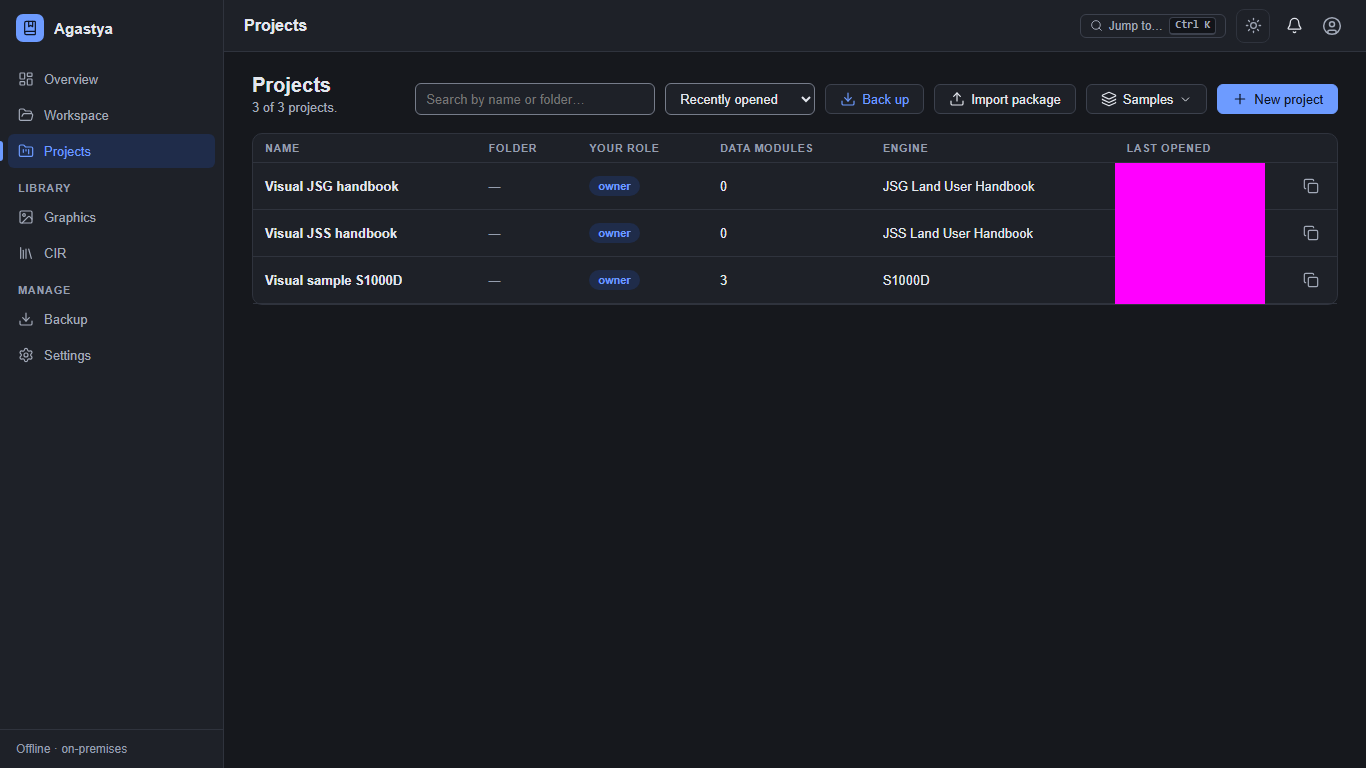 Agastya
Overview
Workspace
Projects
LIBRARY
Graphics
CIR
MANAGE
Backup
Settings
Offline · on-premises
Projects
Jump to… Ctrl K
Projects
3 of 3 projects.
Search by name or folder…
Recently opened
Back up
Import package
Samples
New project
NAME FOLDER YOUR ROLE DATA MODULES ENGINE LAST OPENED
Visual JSG handbook — owner 0 JSG Land User Handbook
Visual JSS handbook — owner 0 JSS Land User Handbook
Visual sample S1000D — owner 3 S1000D